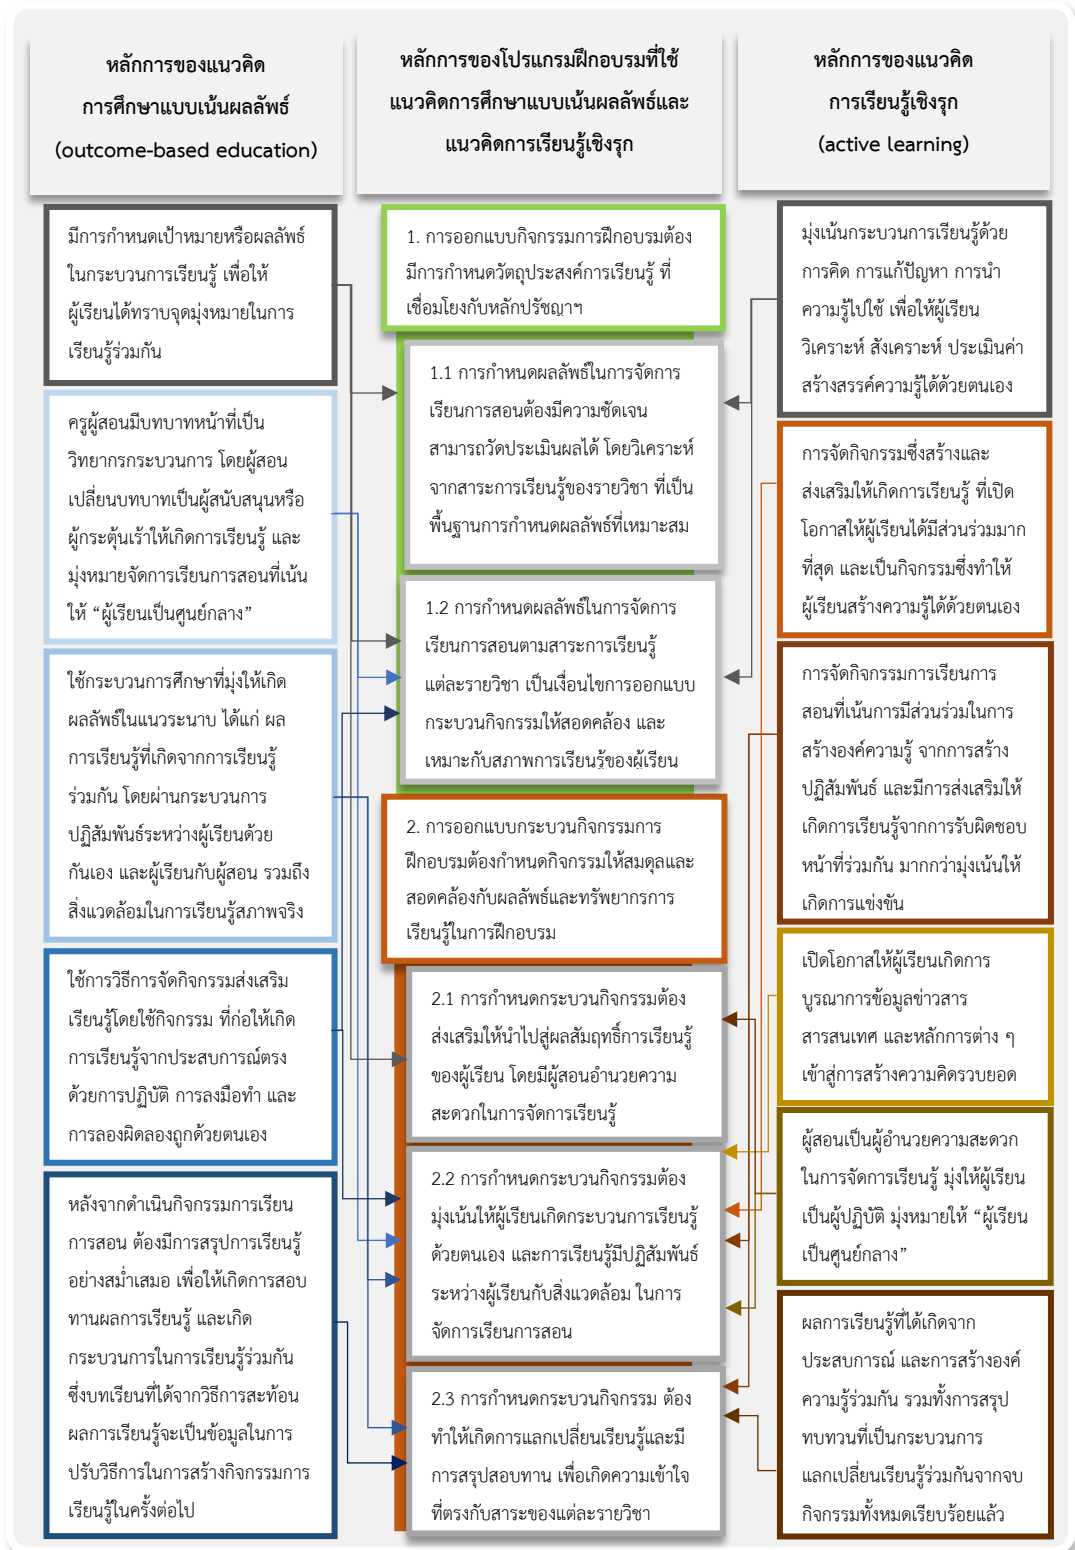 หลักการของแนวคิด
การศึกษาแบบเน้นผลลัพธ์
(outcome-based education)
หลักการของโปรแกรมฝึกอบรมที่ใช้
แนวคิดการศึกษาแบบเน้นผลลัพธ์และ
แนวคิดการเรียนรู้เชิงรุก
หลักการของแนวคิด
การเรียนรู้เชิงรุก
(active learning)
มีการกำหนดเป้าหมายหรือผลลัพธ์
ในกระบวนการเรียนรู้ เพื่อให้
ผู้เรียนได้ทราบจุดมุ่งหมายในการ
เรียนรู้ร่วมกัน
ครูผู้สอนมีบทบาทหน้าที่เป็น
วิทยากรกระบวนการ โดยผู้สอน
เปลี่ยนบทบาทเป็นผู้สนับสนุนหรือ
ผู้กระตุ้นเร้าให้เกิดการเรียนรู้ และ
มุ่งหมายจัดการเรียนการสอนที่เน้น
ให้ “ผู้เรียนเป็นศูนย์กลาง”
ใช้กระบวนการศึกษาที่มุ่งให้เกิด
ผลลัพธ์ในแนวระนาบ ได้แก่ ผล
การเรียนรู้ที่เกิดจากการเรียนรู้
ร่วมกัน โดยผ่านกระบวนการ
ปฏิสัมพันธ์ระหว่างผู้เรียนด้วย
กันเอง และผู้เรียนกับผู้สอน รวมถึง
สิ่งแวดล้อมในการเรียนรู้สภาพจริง
ใช้การวิธีการจัดกิจกรรมส่งเสริม
เรียนรู้โดยใช้กิจกรรม ที่ก่อให้เกิด
การเรียนรู้จากประสบการณ์ตรง
ด้วยการปฏิบัติ การลงมือทำ และ
การลองผิดลองถูกด้วยตนเอง
หลังจากดำเนินกิจกรรมการเรียน
การสอน ต้องมีการสรุปการเรียนรู้
อย่างสม่ำเสมอ เพื่อให้เกิดการสอบ
ทานผลการเรียนรู้ และเกิด
กระบวนการในการเรียนรู้ร่วมกัน
ซึ่งบทเรียนที่ได้จากวิธีการสะท้อน
ผลการเรียนรู้จะเป็นข้อมูลในการ
ปรับวิธีการในการสร้างกิจกรรมการ
เรียนรู้ในครั้งต่อไป
1. การออกแบบกิจกรรมการฝึกอบรมต้อง
มีการกำหนดวัตถุประสงค์การเรียนรู้ ที่
เชื่อมโยงกับหลักปรัชญาฯ
1.1 การกำหนดผลลัพธ์ในการจัดการ
เรียนการสอนต้องมีความชัดเจน
สามารถวัดประเมินผลได้ โดยวิเคราะห์
จากสาระการเรียนรู้ของรายวิชา ที่เป็น
พื้นฐานการกำหนดผลลัพธ์ที่เหมาะสม
1.2 การกำหนดผลลัพธ์ในการจัดการ
เรียนการสอนตามสาระการเรียนรู้
แต่ละรายวิชา เป็นเงื่อนไขการออกแบบ
กระบวนกิจกรรมให้สอดคล้อง และ
เหมาะกับสภาพการเรียนรู้ของผู้เรียน
2. การออกแบบกระบวนกิจกรรมการ
ฝึกอบรมต้องกำหนดกิจกรรมให้สมดุลและ
สอดคล้องกับผลลัพธ์และทรัพยากรการ
เรียนรู้ในการฝึกอบรม
2.1 การกำหนดกระบวนกิจกรรมต้อง
ส่งเสริมให้นำไปสู่ผลสัมฤทธิ์การเรียนรู้
ของผู้เรียน โดยมีผู้สอนอำนวยความ
สะดวกในการจัดการเรียนรู้
2.2 การกำหนดกระบวนกิจกรรมต้อง
มุ่งเน้นให้ผู้เรียนเกิดกระบวนการเรียนรู้
ด้วยตนเอง และการเรียนรู้มีปฏิสัมพันธ์
ระหว่างผู้เรียนกับสิ่งแวดล้อม ในการ
จัดการเรียนการสอน
2.3 การกำหนดกระบวนกิจกรรม ต้อง
ทำให้เกิดการแลกเปลี่ยนเรียนรู้และมี
การสรุปสอบทาน เพื่อเกิดความเข้าใจ
ที่ตรงกับสาระของแต่ละรายวิชา
มุ่งเน้นกระบวนการเรียนรู้ด้วย
การคิด การแก้ปัญหา การนำ
ความรู้ไปใช้ เพื่อให้ผู้เรียน
วิเคราะห์ สังเคราะห์ ประเมินค่า
สร้างสรรค์ความรู้ได้ด้วยตนเอง
การจัดกิจกรรมซึ่งสร้างและ
ส่งเสริมให้เกิดการเรียนรู้ ที่เปิด
โอกาสให้ผู้เรียนได้มีส่วนร่วมมาก
ที่สุด และเป็นกิจกรรมซึ่งทำให้
ผู้เรียนสร้างความรู้ได้ด้วยตนเอง
การจัดกิจกรรมการเรียนการ
สอนที่เน้นการมีส่วนร่วมในการ
สร้างองค์ความรู้ จากการสร้าง
ปฏิสัมพันธ์ และมีการส่งเสริมให้
เกิดการเรียนรู้จากการรับผิดชอบ
หน้าที่ร่วมกัน มากกว่ามุ่งเน้นให้
เกิดการแข่งขัน
เปิดโอกาสให้ผู้เรียนเกิดการ
บูรณาการข้อมูลข่าวสาร
สารสนเทศ และหลักการต่าง ๆ
เข้าสู่การสร้างความคิดรวบยอด
ผู้สอนเป็นผู้อำนวยความสะดวก
ในการจัดการเรียนรู้ มุ่งให้ผู้เรียน
เป็นผู้ปฏิบัติ มุ่งหมายให้ “ผู้เรียน
เป็นศูนย์กลาง”
ผลการเรียนรู้ที่ได้เกิดจาก
ประสบการณ์ และการสร้างองค์
ความรู้ร่วมกัน รวมทั้งการสรุป
ทบทวนที่เป็นกระบวนการ
แลกเปลี่ยนเรียนรู้ร่วมกันจากจบ
กิจกรรมทั้งหมดเรียบร้อยแล้ว